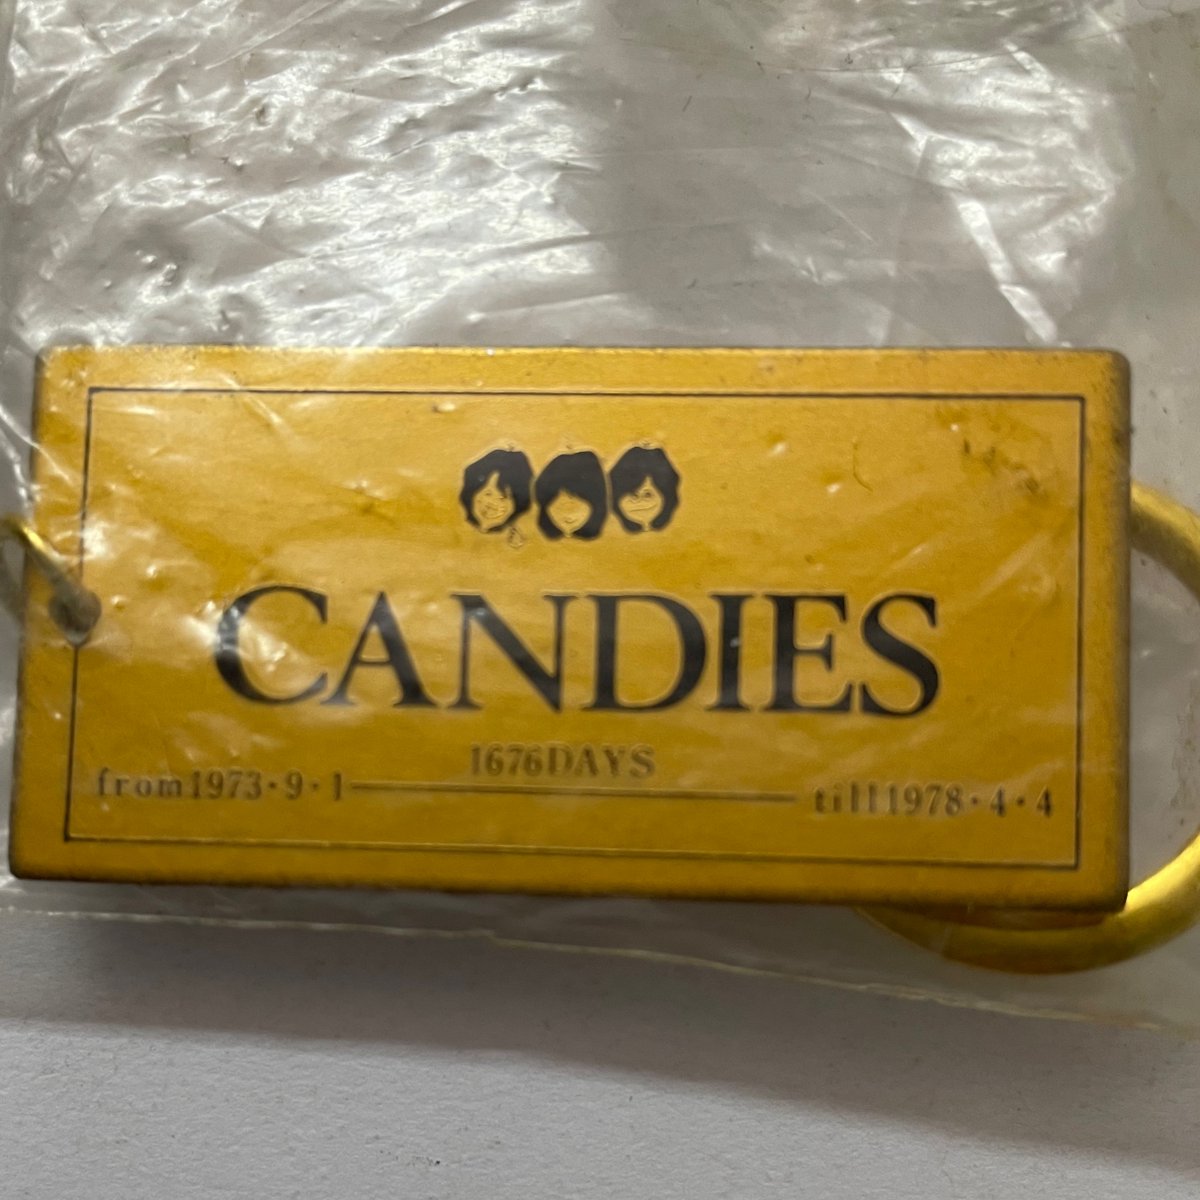 CANDIES
1676DAYS
from1973・9・1
till1978・4・4